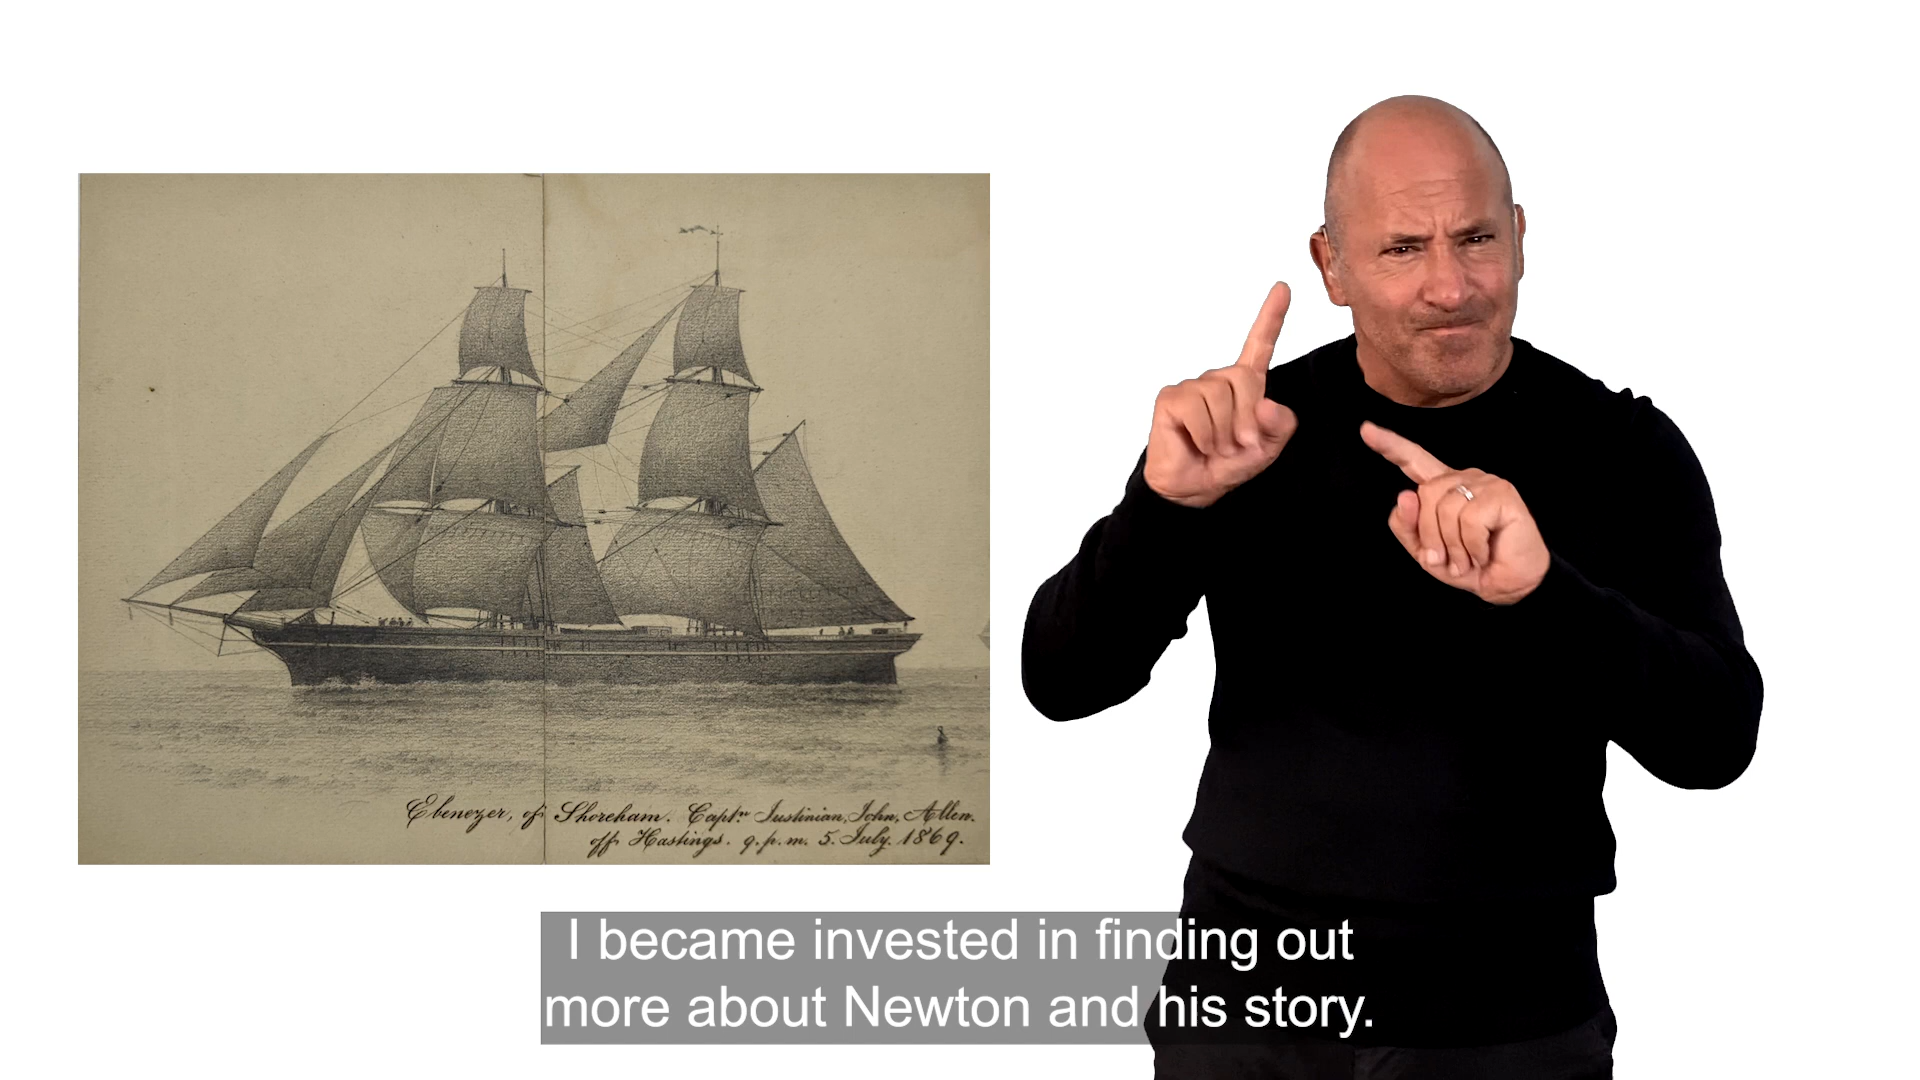 Ebenezer, of Shoreham. Captn Justinian, John, Allen.
off Hastings. 9. p. m. 5. July. 1869.
I became invested in finding out
more about Newton and his story.